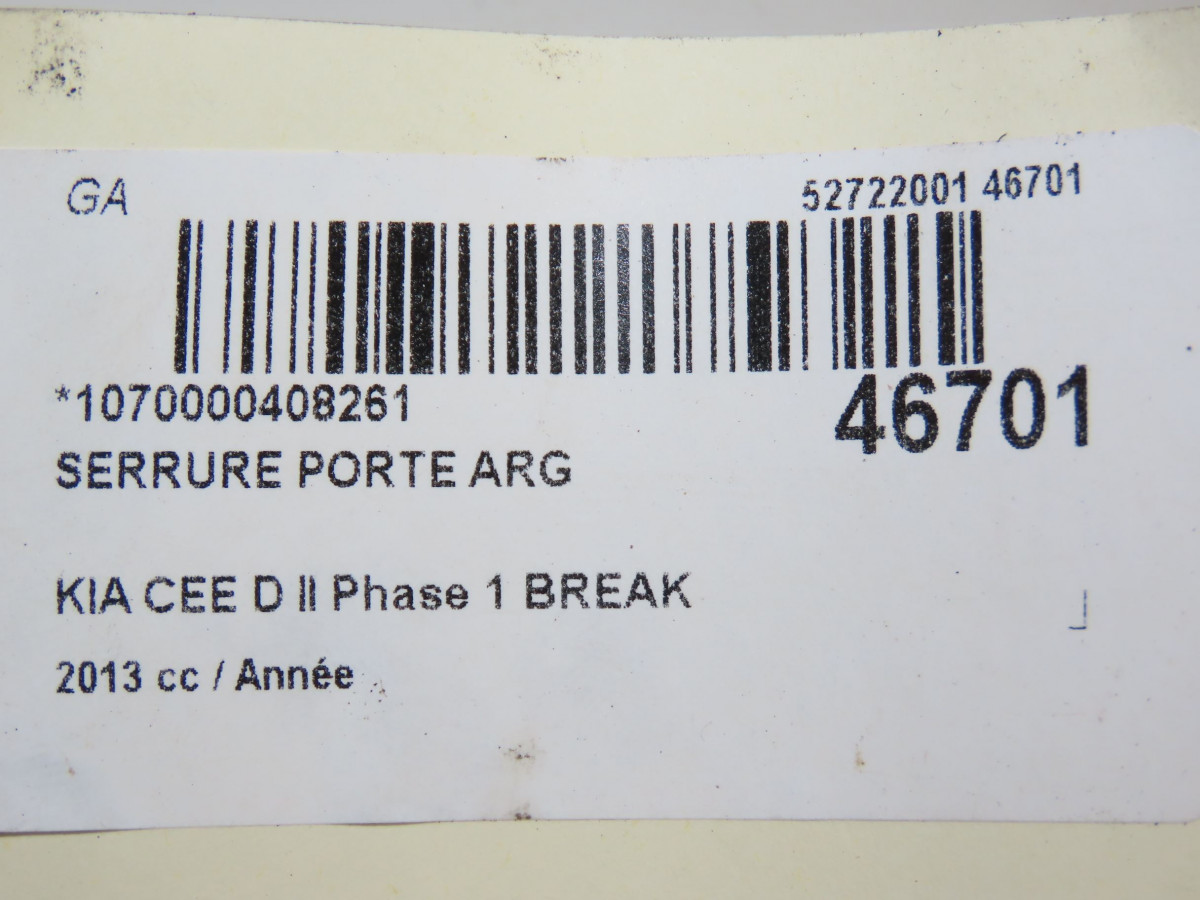 GA
52722001 46701
*1070000408261
46701
SERRURE PORTE ARG
KIA CEE D II Phase 1 BREAK
2013 cc / Année